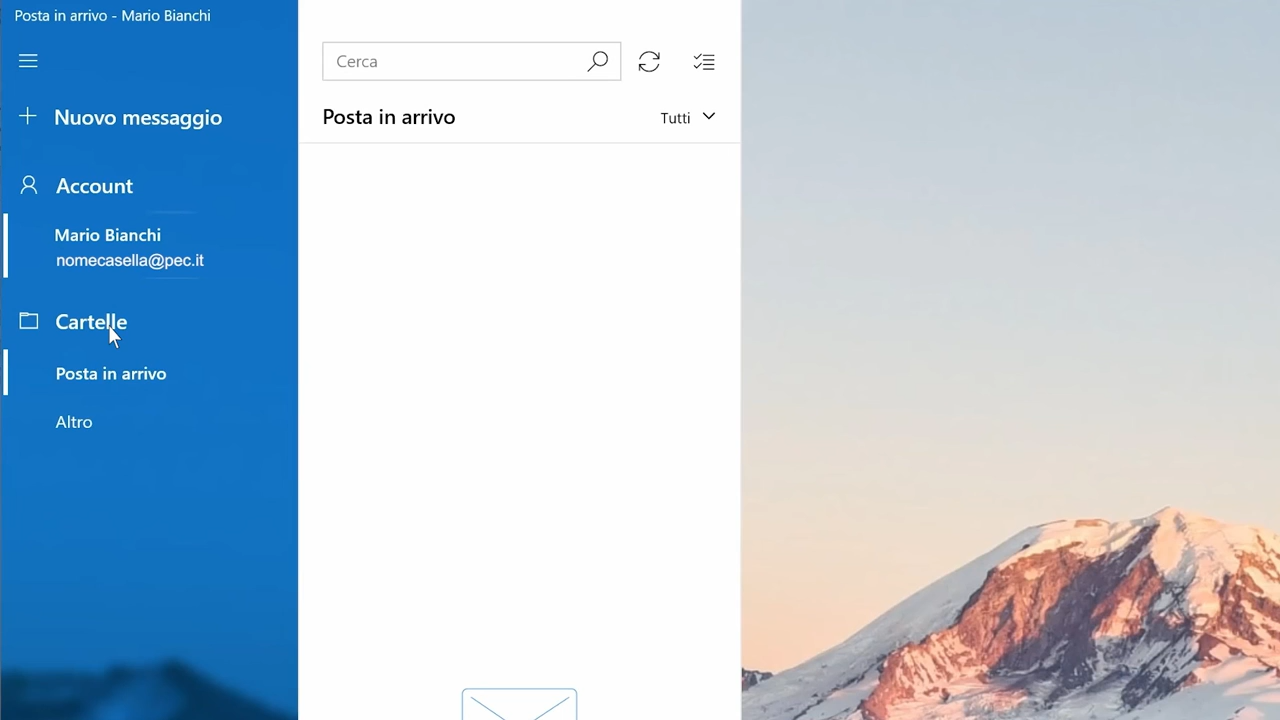 Posta in arrivo - Mario Bianchi
Nuovo messaggio
Account
Mario Bianchi
nomecasella@pec.it
Cartelle
Posta in arrivo
Altro
Cerca
Posta in arrivo
Tutti